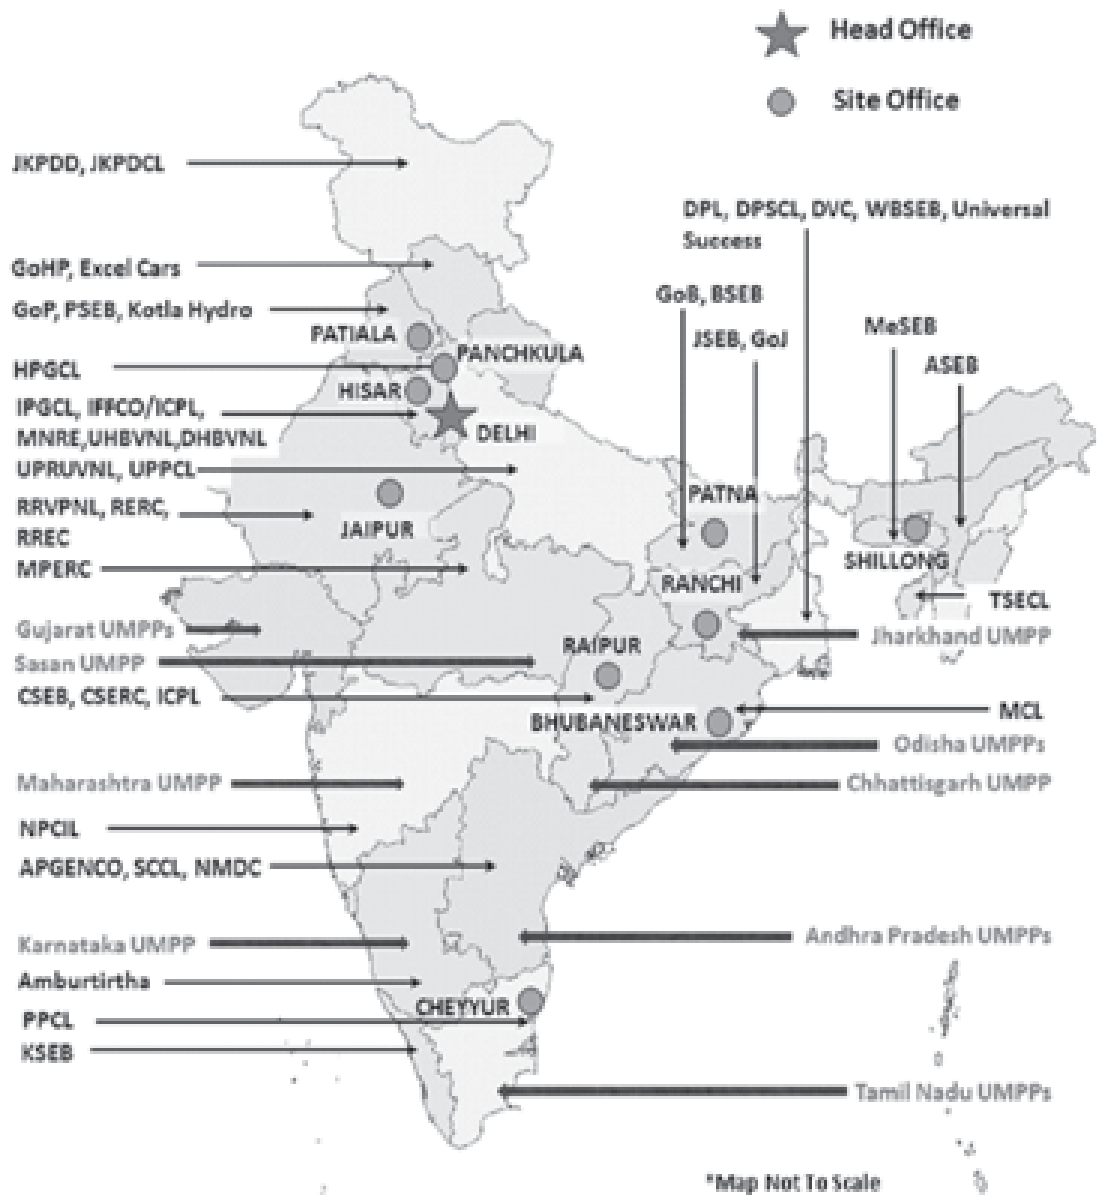 Head Office
Site Office
JKPDD, JKPDCL
DPL, DPSCL, DVC, WBSEB, Universal
Success
GoHP, Excel Cars
GoB, BSEB
GoP, PSEB, Kotla Hydro
MeSEB
PATIALA
JSEB, GoJ
PANCHKULA
ASEB
HPGCL
HISAR
IPGCL, IFFCO/ICPL,
MNRE,UHBVNL,DHBVNL
DELHI
UPRUVNL, UPPCL
PATNA
RRVPNL, RERC,
RREC
JAIPUR
SHILLONG
MPERC
RANCHI
TSECL
Gujarat UMPPs
Jharkhand UMPP
RAIPUR
Sasan UMPP
CSEB, CSERC, ICPL
MCL
BHUBANESWAR
Odisha UMPPs
Maharashtra UMPP
Chhattisgarh UMPP
NPCIL
APGENCO, SCCL, NMDC
Karnataka UMPP
Andhra Pradesh UMPPs
Amburtirtha
CHEYYUR
PPCL
KSEB
Tamil Nadu UMPPs
*Map Not To Scale